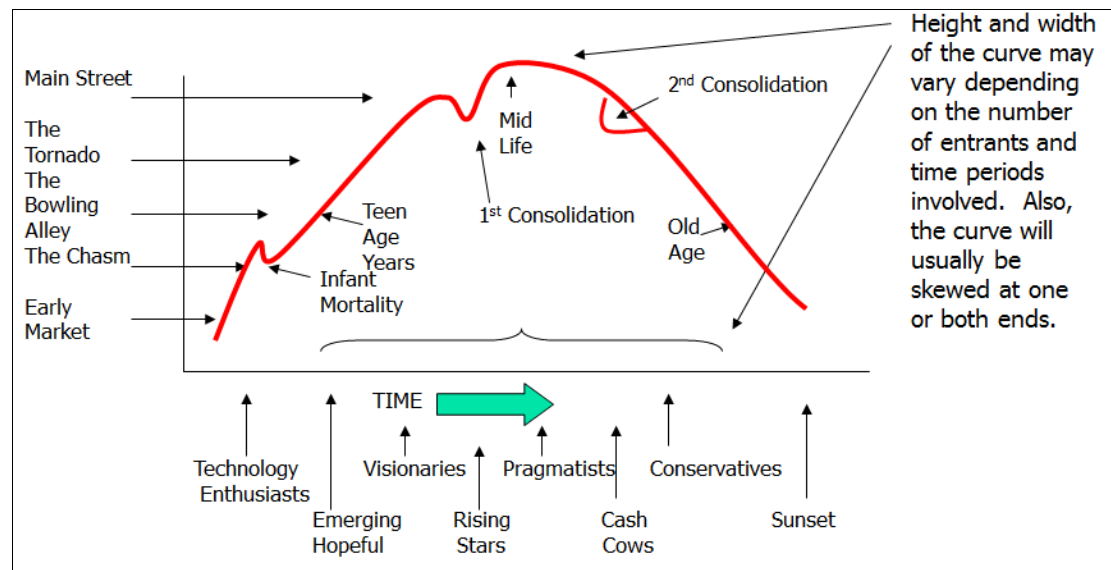 Main Street
The
Tornado
The
Bowling
Alley
The Chasm
Early
Market
Teen
Age
Years
Infant
Mortality
1st Consolidation
Mid
Life
2nd Consolidation
Old
Age
Height and width
of the curve may
vary depending
on the number
of entrants and
time periods
involved. Also,
the curve will
usually be
skewed at one
or both ends.
TIME
Technology
Enthusiasts
Visionaries
Pragmatists
Conservatives
Emerging
Hopeful
Rising
Stars
Cash
Cows
Sunset